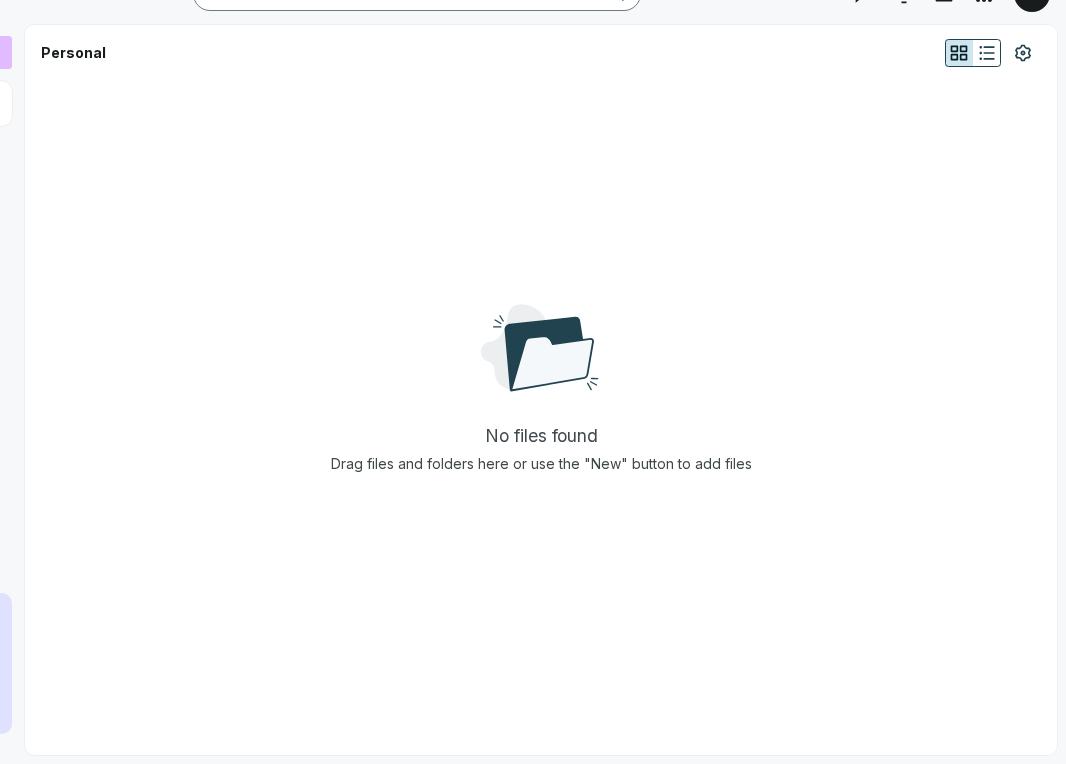 Personal
No files found
Drag files and folders here or use the "New" button to add files